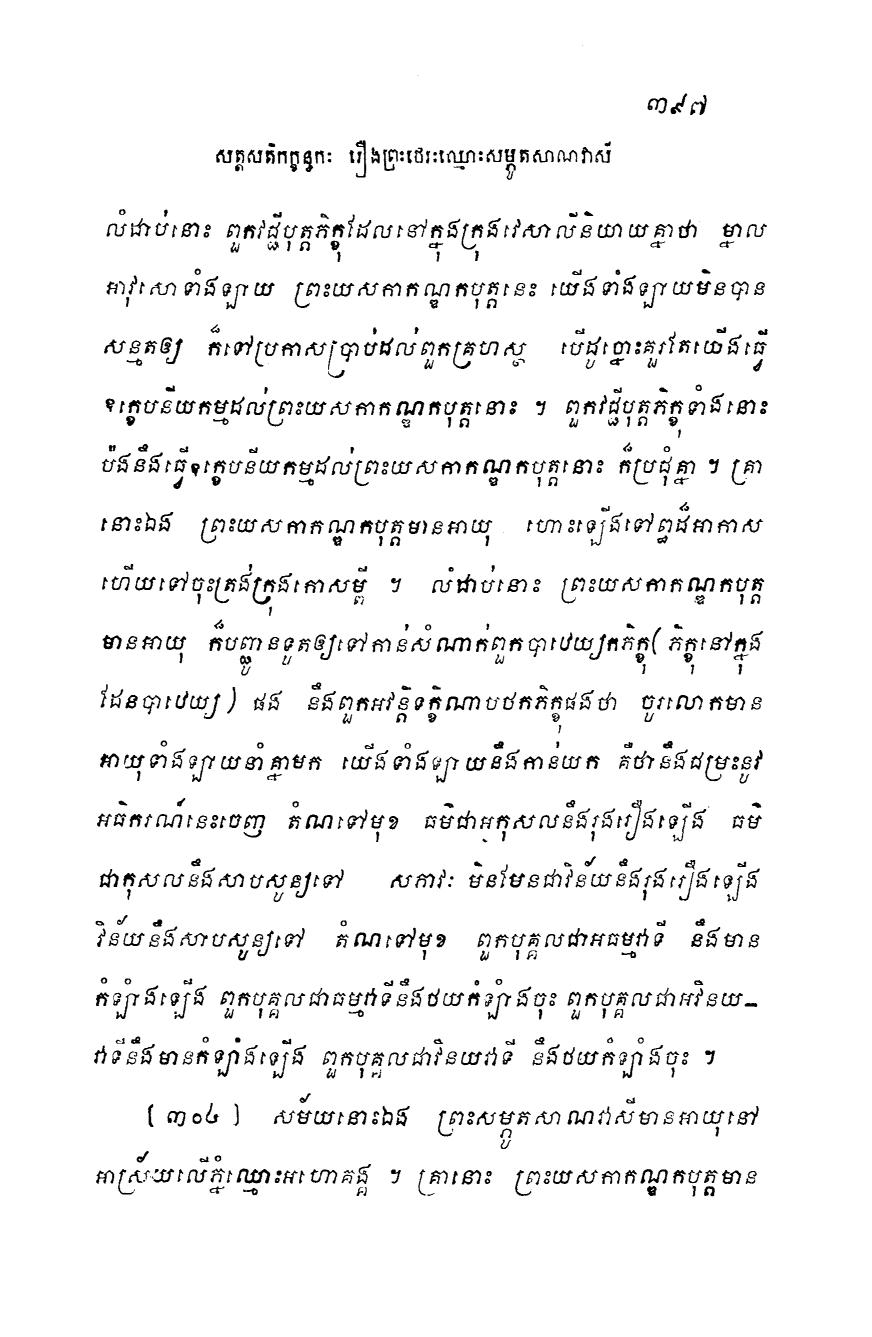 ៣៩៧
សត្តសតិកក្ខន្ធកៈ រឿងព្រះថេរៈឈ្មោះសម្ភូតសាណវាសី
លំដាប់នោះ ពួកវជ្ជីបុត្តភិក្ខុដែលនៅក្នុងក្រុងវេសាលីនិយាយគ្នាថា ម្នាល
អាវុសោទាំងឡាយ ព្រះយសកាកណ្ឌកបុត្តនេះ យើងទាំងឡាយមិនបាន
សន្មតឲ្យ ក៏ទៅប្រកាសប្រាប់ដល់ពួកគ្រហស្ថ បើដូច្នោះគួរតែយើងធ្វើ
ឧក្ខេបនីយកម្មដល់ព្រះយសកាកណ្ឌកបុត្តនោះ ។ ពួកវជ្ជីបុត្តភិក្ខុទាំងនោះ
ប៉ងនឹងធ្វើឧក្ខេបនីយកម្មដល់ព្រះយសកាកណ្ឌកបុត្តនោះ ក៏ប្រជុំគ្នា ។ គ្រា
នោះឯង ព្រះយសកាកណ្ឌកបុត្តមានអាយុ ហោះឡើងទៅឰដ៏អាកាស
ហើយទៅចុះត្រង់ក្រុងកោសម្ពី ។ លំដាប់នោះ ព្រះយសកាកណ្ឌកបុត្ត
មានអាយុ ក៏បញ្ជូនទូតឲ្យទៅកាន់សំណាក់ពួកបាឋេយ្យកភិក្ខុ( ភិក្ខុនៅក្នុង
ដែនបាឋេយ្យ ) ផង នឹងពួកអវន្តិទក្ខិណាបថកភិក្ខុផងថា ចូរលោកមាន
អាយុទាំងឡាយនាំគ្នាមក យើងទាំងឡាយនឹងកាន់យក គឺថានឹងជម្រះនូវ
អធិករណ៍នេះចេញ តំណទៅមុខ ធម៌ជាអកុសលនឹងរុងរឿងឡើង ធម៌
ជាកុសលនឹងសាបសូន្យទៅ សភាវៈ មិនមែនជាវិន័យនឹងរុងរឿងឡើង
វិន័យនឹងសាបសូន្យទៅ តំណទៅមុខ ពួកបុគ្គលជាអធម្មវាទី នឹងមាន
កំឡាំងឡើង ពួកបុគ្គលជាធម្មវាទីនឹងថយកំឡាំងចុះ ពួកបុគ្គលជាអវិនយ-
វាទីនឹងមានកំឡាំងឡើង ពួកបុគ្គលជាវិនយវាទី នឹងថយកំឡាំងចុះ ។
( ៣០៤ ) សម័យនោះឯង ព្រះសម្ភូតសាណវាសីមានអាយុនៅ
អាស្រ័យលើភ្នំឈ្មោះអហោគង្គ ។ គ្រានោះ ព្រះយសកាកណ្ឌកបុត្តមាន